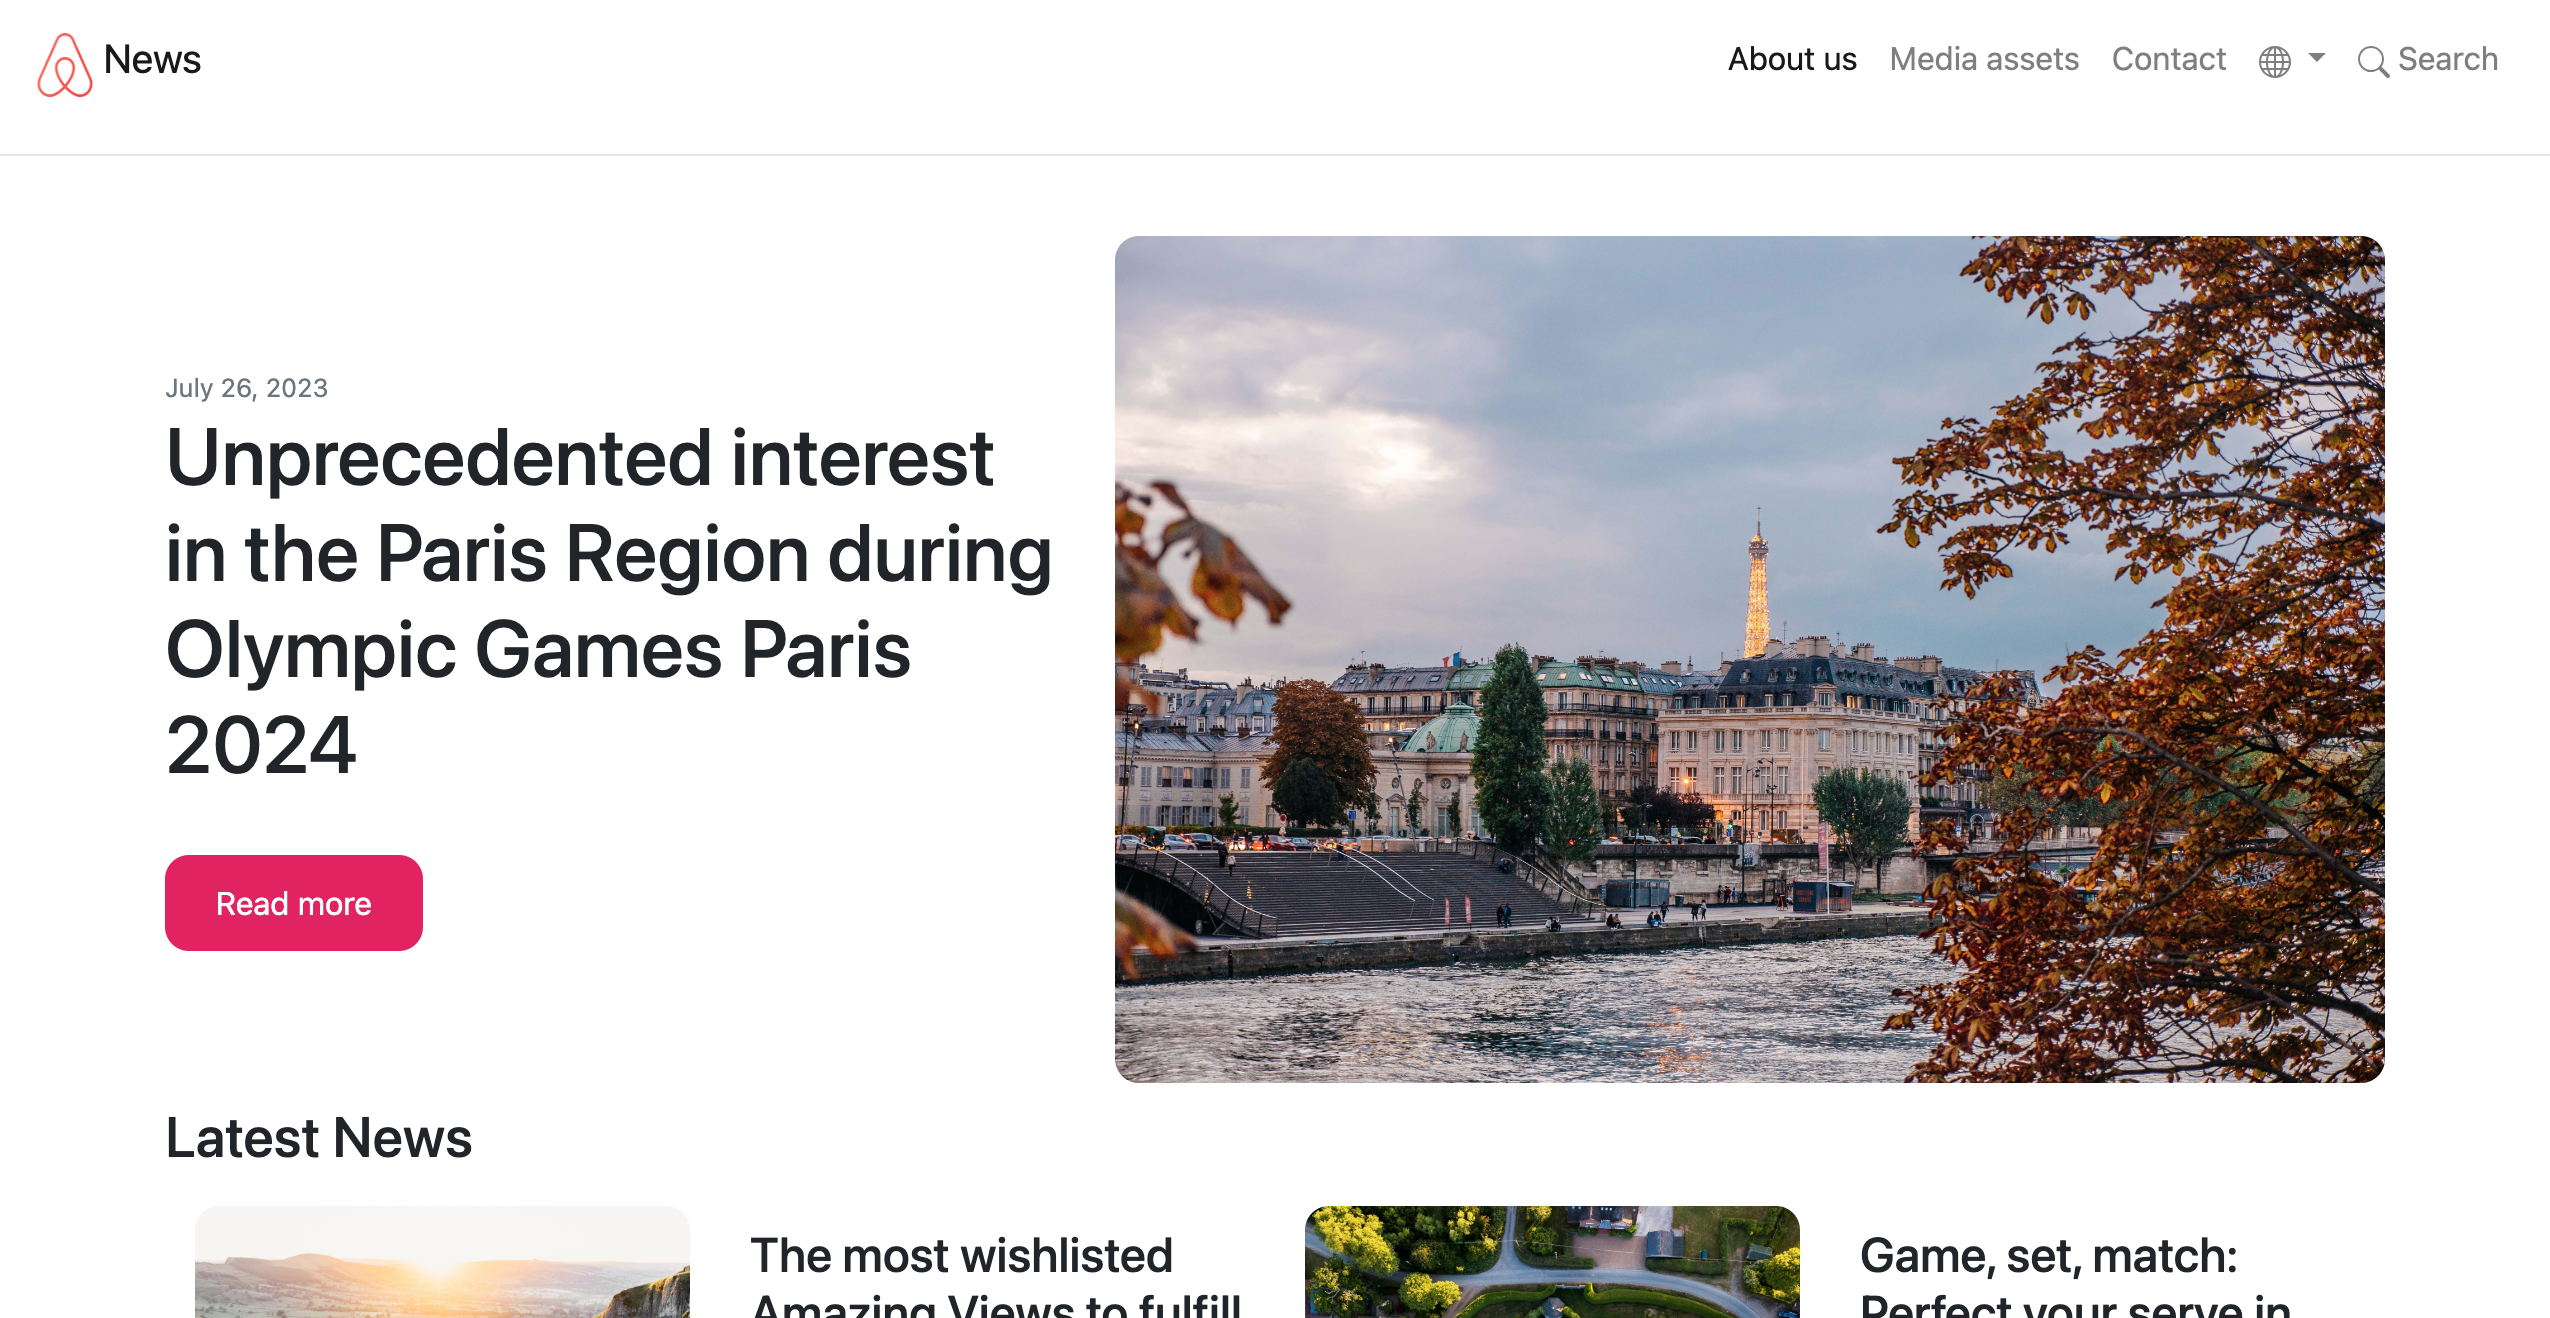 News
About us
Media assets
Contact
Search
July 26, 2023
Unprecedented interest
in the Paris Region during
Olympic Games Paris
2024
Read more
Latest News
The most wishlisted
Amazing Views to fulfill
Game, set, match:
Perfect your serve in